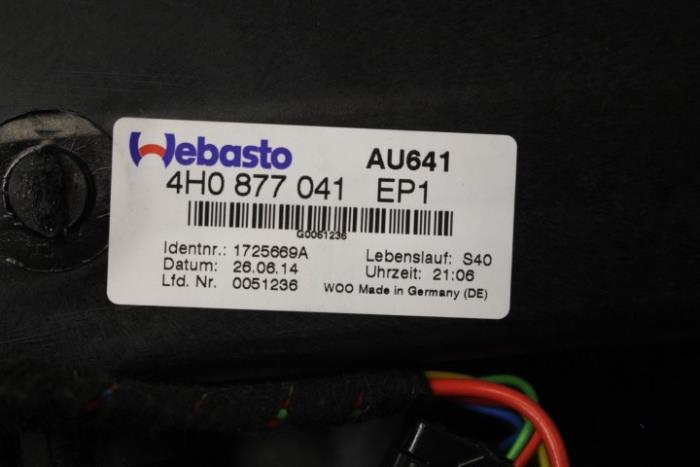 Webasto AU641
4H0 877 041 EP1
G0051236
Identnr.: 1725669A Lebenslauf: S40
Datum: 26.06.14 Uhrzeit: 21:06
Lfd. Nr. 0051236 WOO Made in Germany (DE)